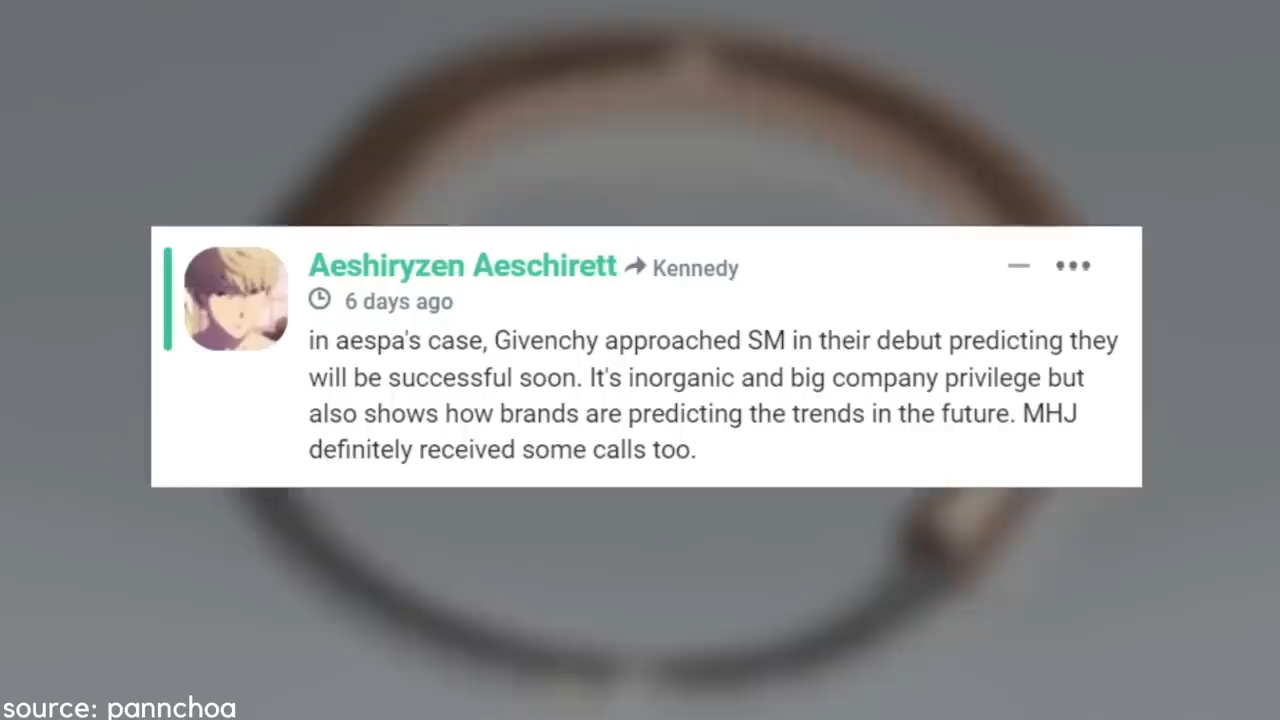 Aeshiryzen Aeschirett Kennedy
6 days ago
in aespa's case, Givenchy approached SM in their debut predicting they
will be successful soon. It's inorganic and big company privilege but
also shows how brands are predicting the trends in the future. MHJ
definitely received some calls too.
source: pannchoa